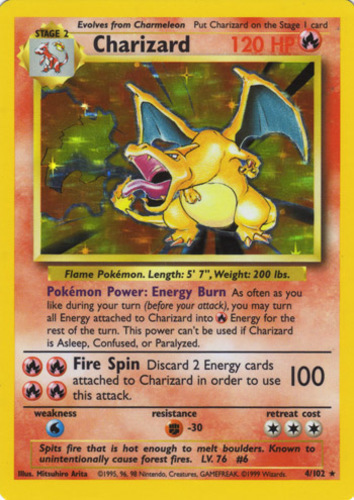 Evolves from Charmeleon Put Charizard on the Stage 1 card
STAGE 2
Charizard 120 HP
Flame Pokémon. Length: 5' 7", Weight: 200 lbs.
Pokémon Power: Energy Burn As often as you
like during your turn (before your attack), you may turn
all Energy attached to Charizard into Energy for the
rest of the turn. This power can't be used if Charizard
is Asleep, Confused, or Paralyzed.
Fire Spin Discard 2 Energy cards
attached to Charizard in order to use
this attack.
100
weakness resistance retreat cost
-30
Spits fire that is hot enough to melt boulders. Known to
unintentionally cause forest fires. LV. 76 #6
Illus. Mitsuhiro Arita ©1995, 96, 98 Nintendo, Creatures, GAMEFREAK. ©1999 Wizards. 4/102 ★